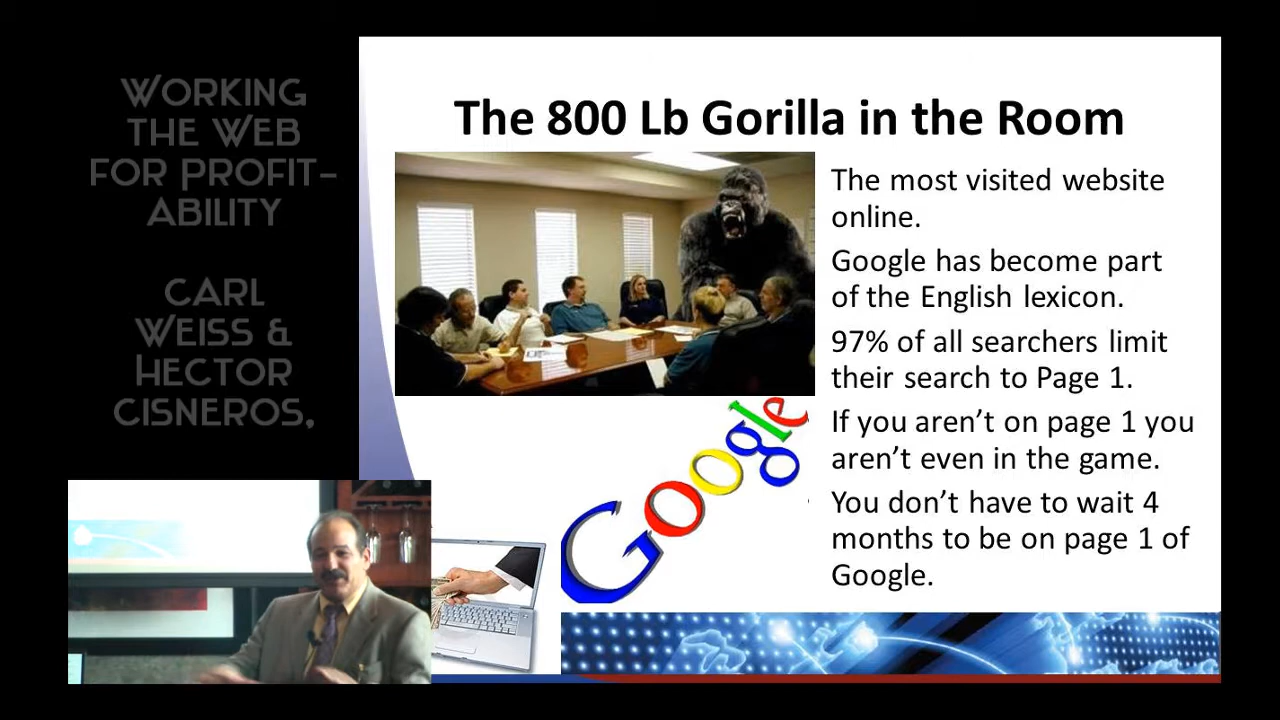 WORKING
THE WEB
FOR PROFIT-
ABILITY
CARL
WEISS &
HECTOR
CISNEROS,
The 800 Lb Gorilla in the Room
The most visited website
online.
Google has become part
of the English lexicon.
97% of all searchers limit
their search to Page 1.
If you aren’t on page 1 you
aren’t even in the game.
You don’t have to wait 4
months to be on page 1 of
Google.
Google